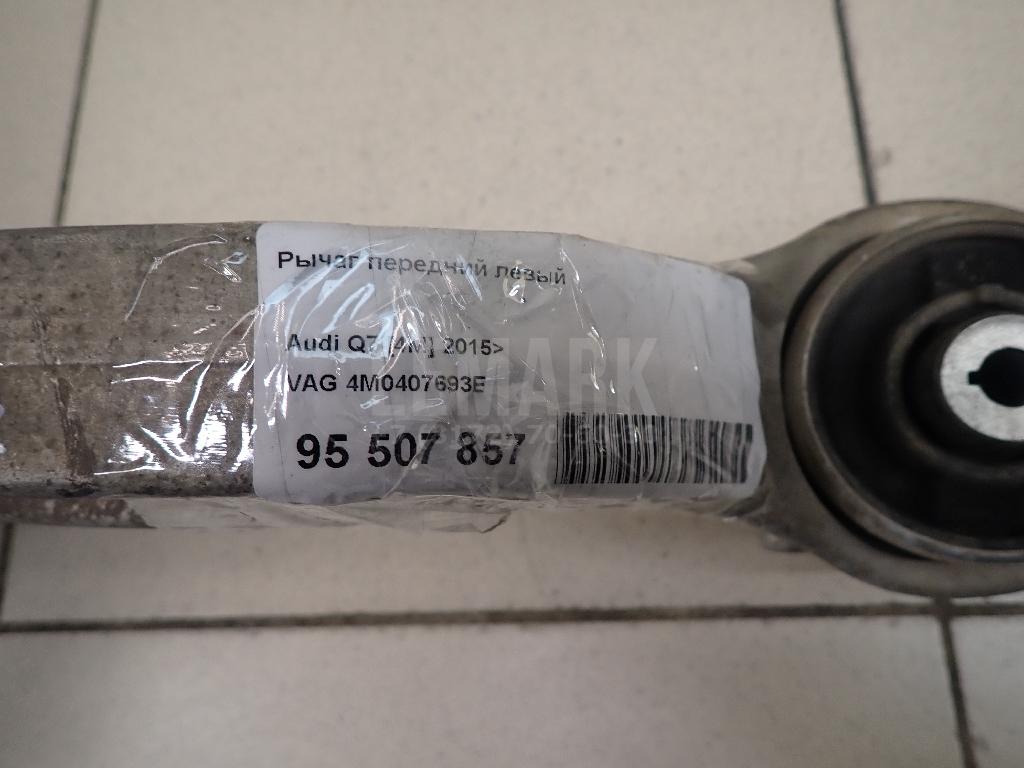 Рычаг передний левый
Audi Q7 [4M] 2015>
VAG 4M0407693E
95 507 857